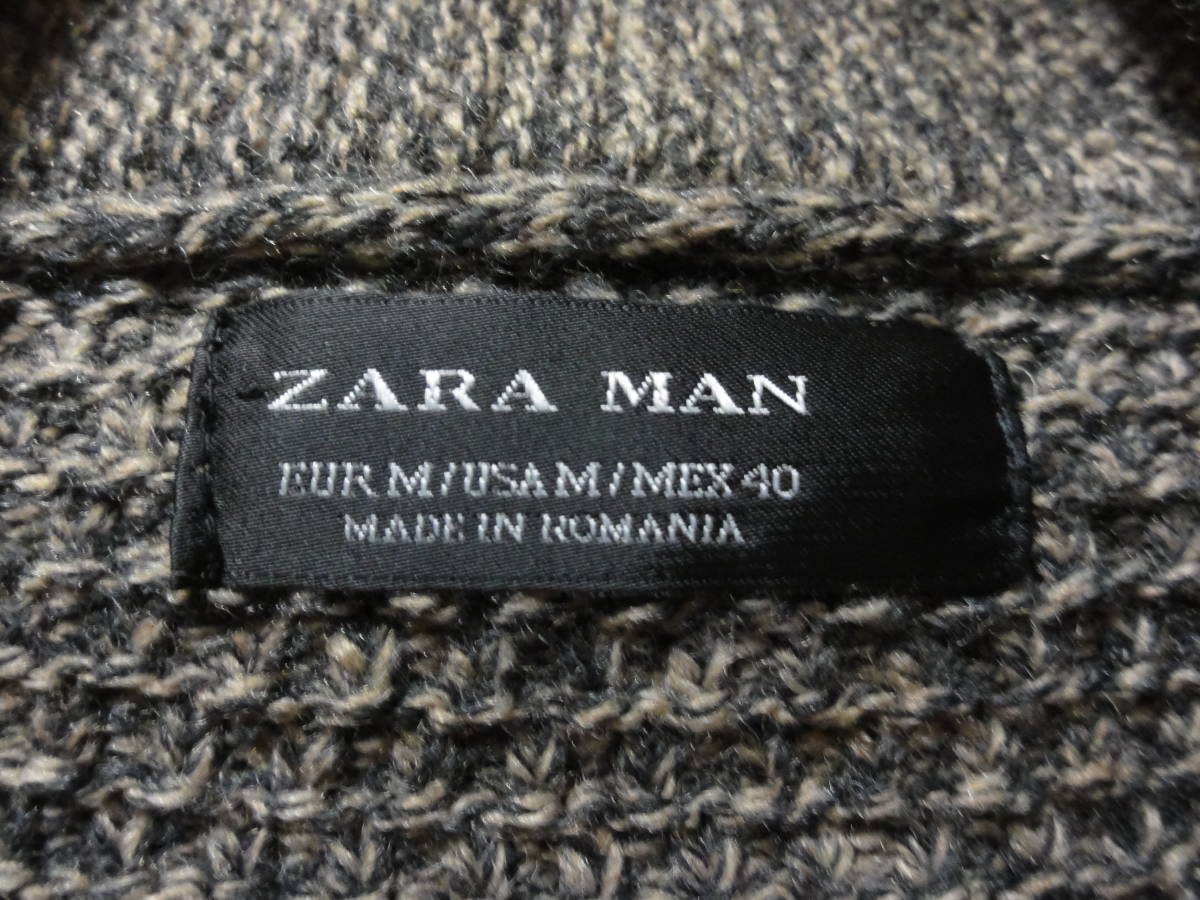 ZARA MAN
EUR M / USA M / MEX 40
MADE IN ROMANIA